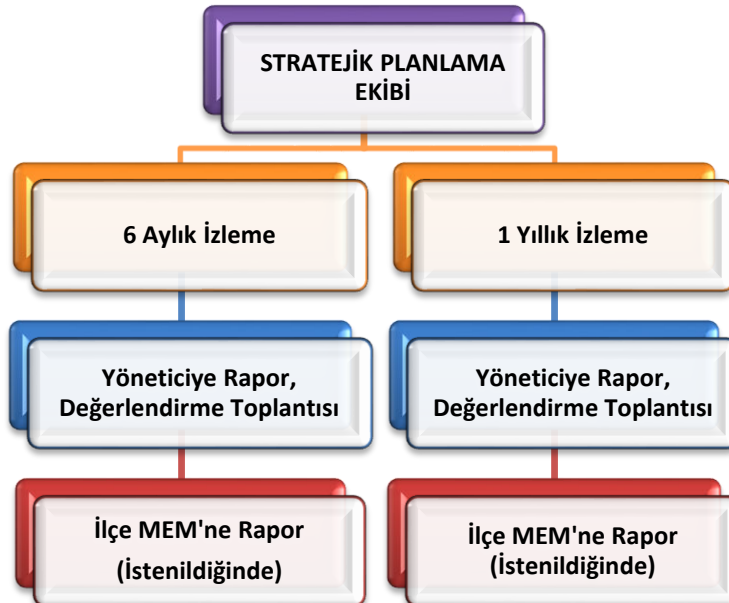 STRATEJİK PLANLAMA
EKİBİ
6 Aylık İzleme
1 Yıllık İzleme
Yöneticiye Rapor,
Değerlendirme Toplantısı
Yöneticiye Rapor,
Değerlendirme Toplantısı
İlçe MEM'ne Rapor
(İstenildiğinde)
İlçe MEM'ne Rapor
(İstenildiğinde)